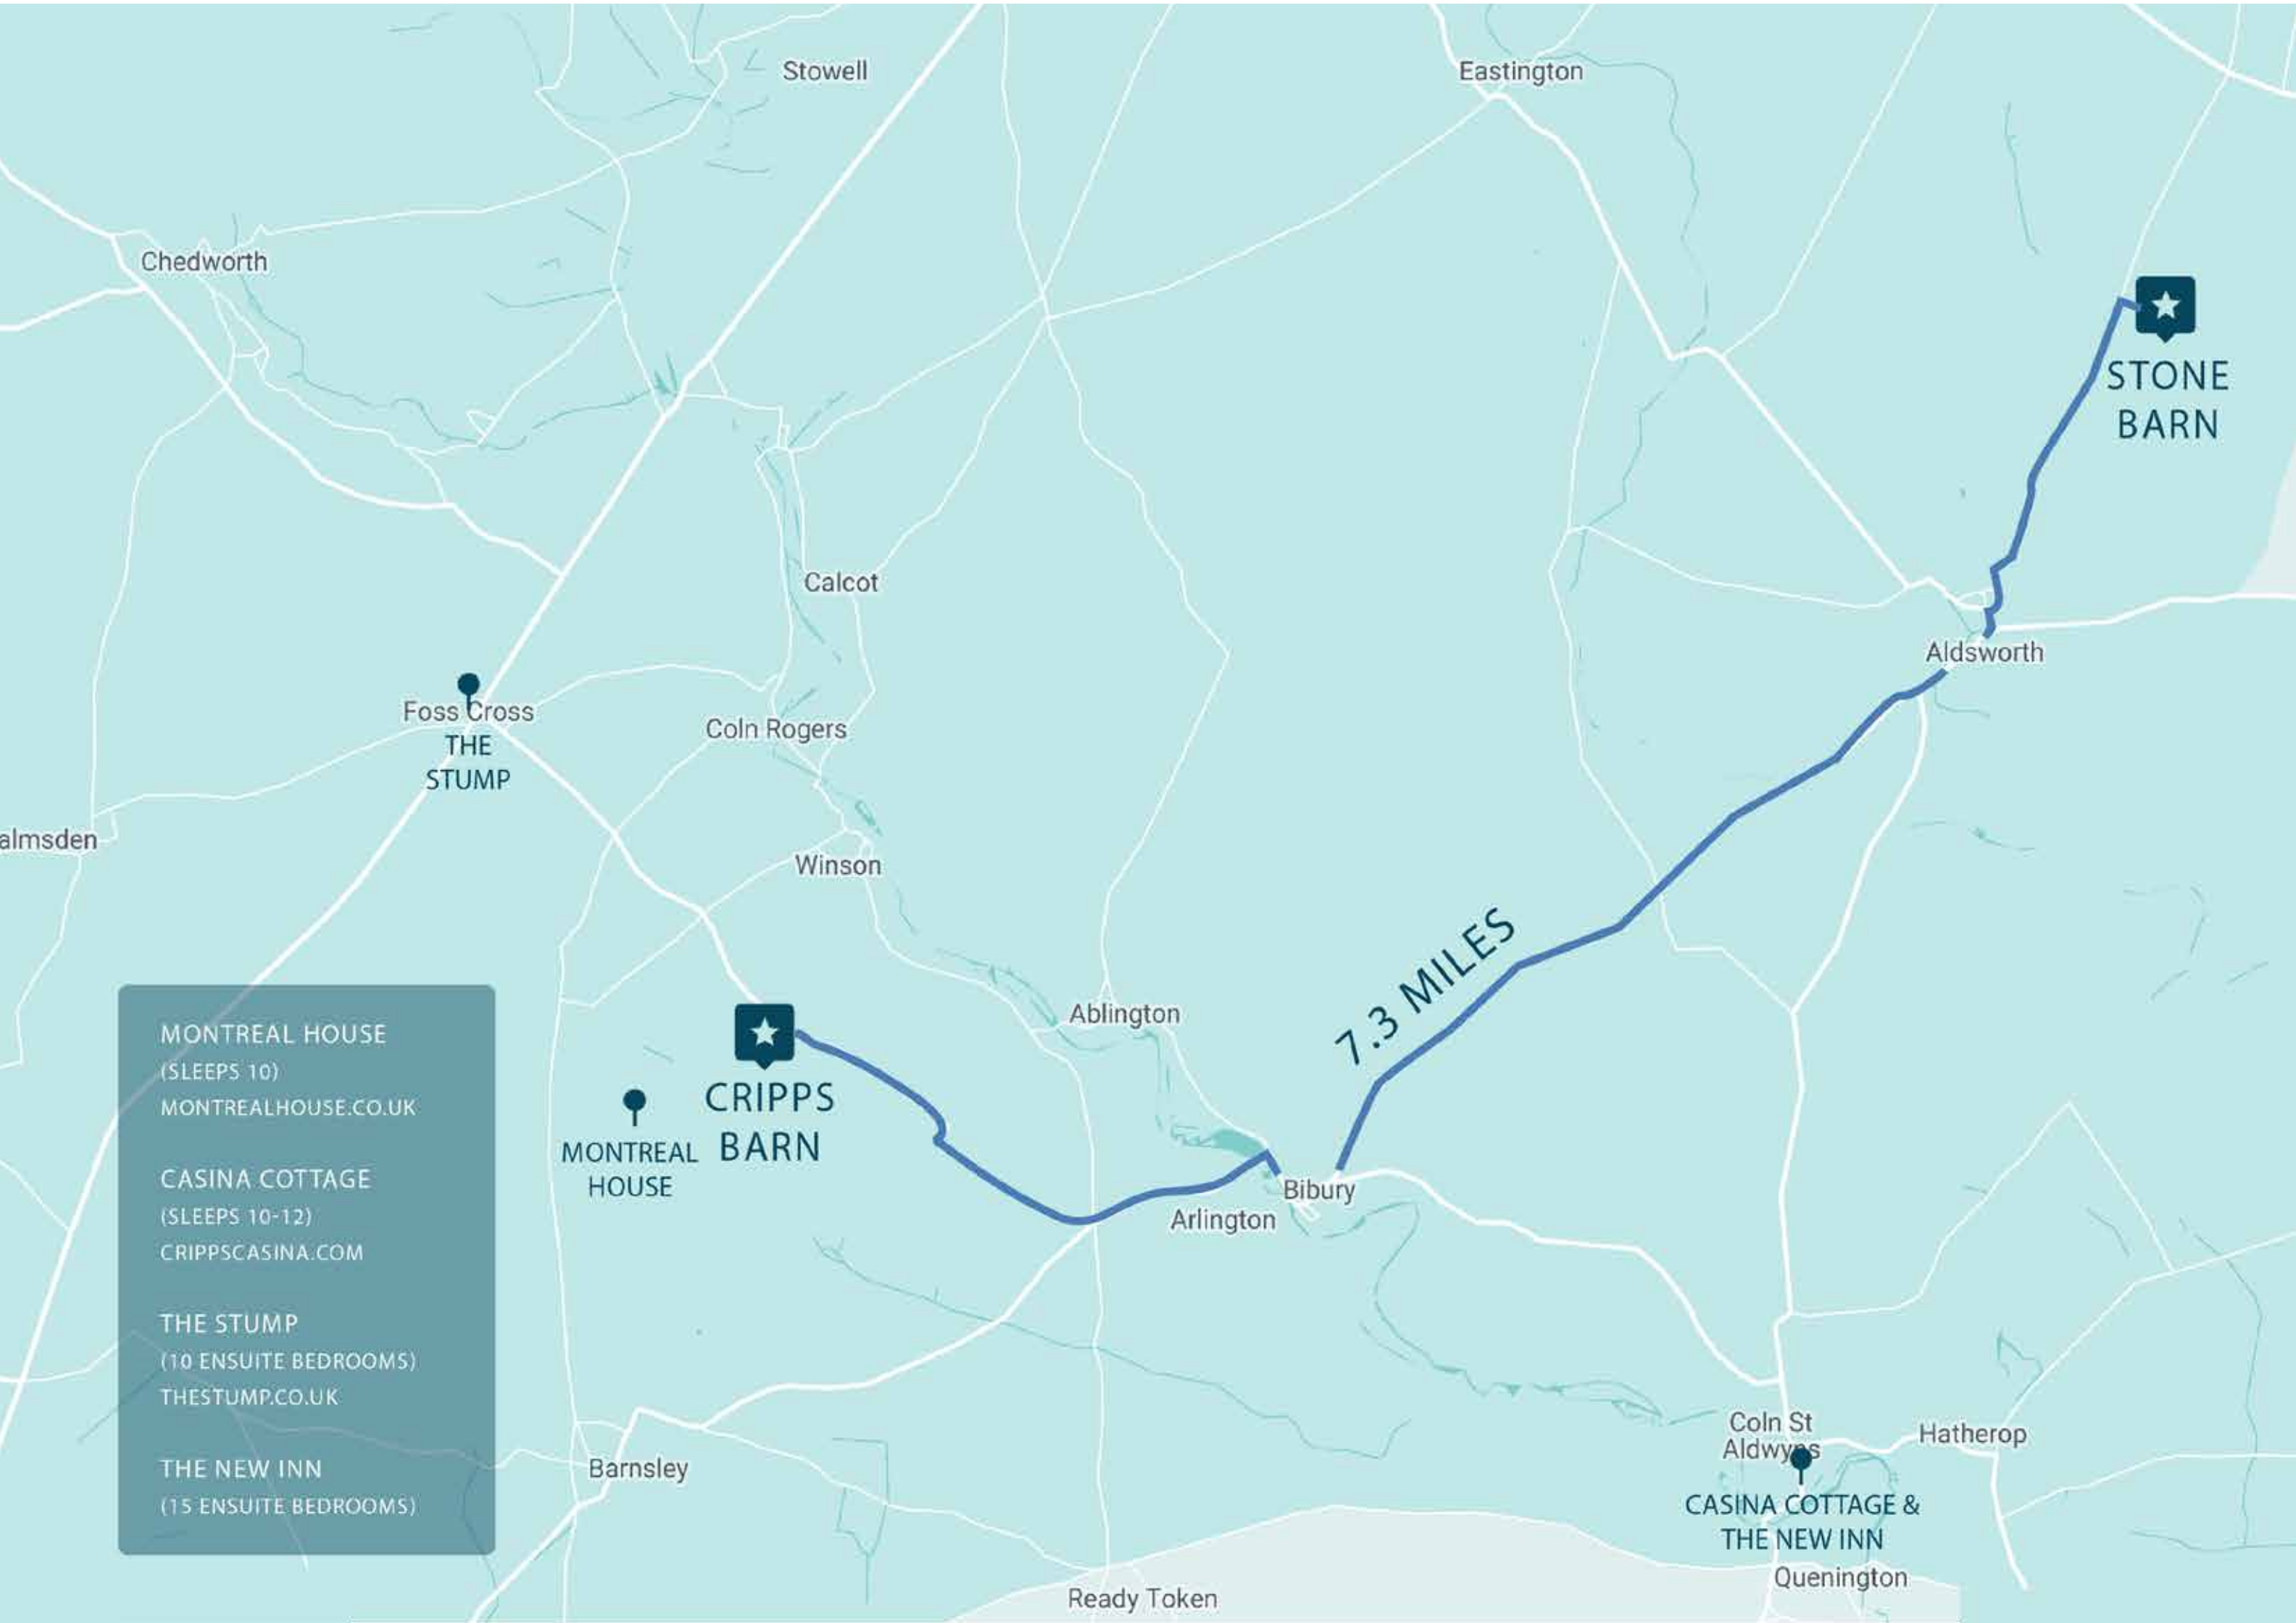 Stowell
Eastington
Chedworth
STONE
BARN
Calcot
Aldsworth
Foss Cross
THE
STUMP
Coln Rogers
almsden
Winson
7.3 MILES
Ablington
CRIPPS
BARN
MONTREAL
HOUSE
Bibury
Arlington
MONTREAL HOUSE
(SLEEPS 10)
MONTREALHOUSE.CO.UK
CASINA COTTAGE
(SLEEPS 10-12)
CRIPPSCASINA.COM
THE STUMP
(10 ENSUITE BEDROOMS)
THESTUMP.CO.UK
THE NEW INN
(15 ENSUITE BEDROOMS)
Barnsley
Coln St
Aldwyns
Hatherop
CASINA COTTAGE &
THE NEW INN
Quenington
Ready Token